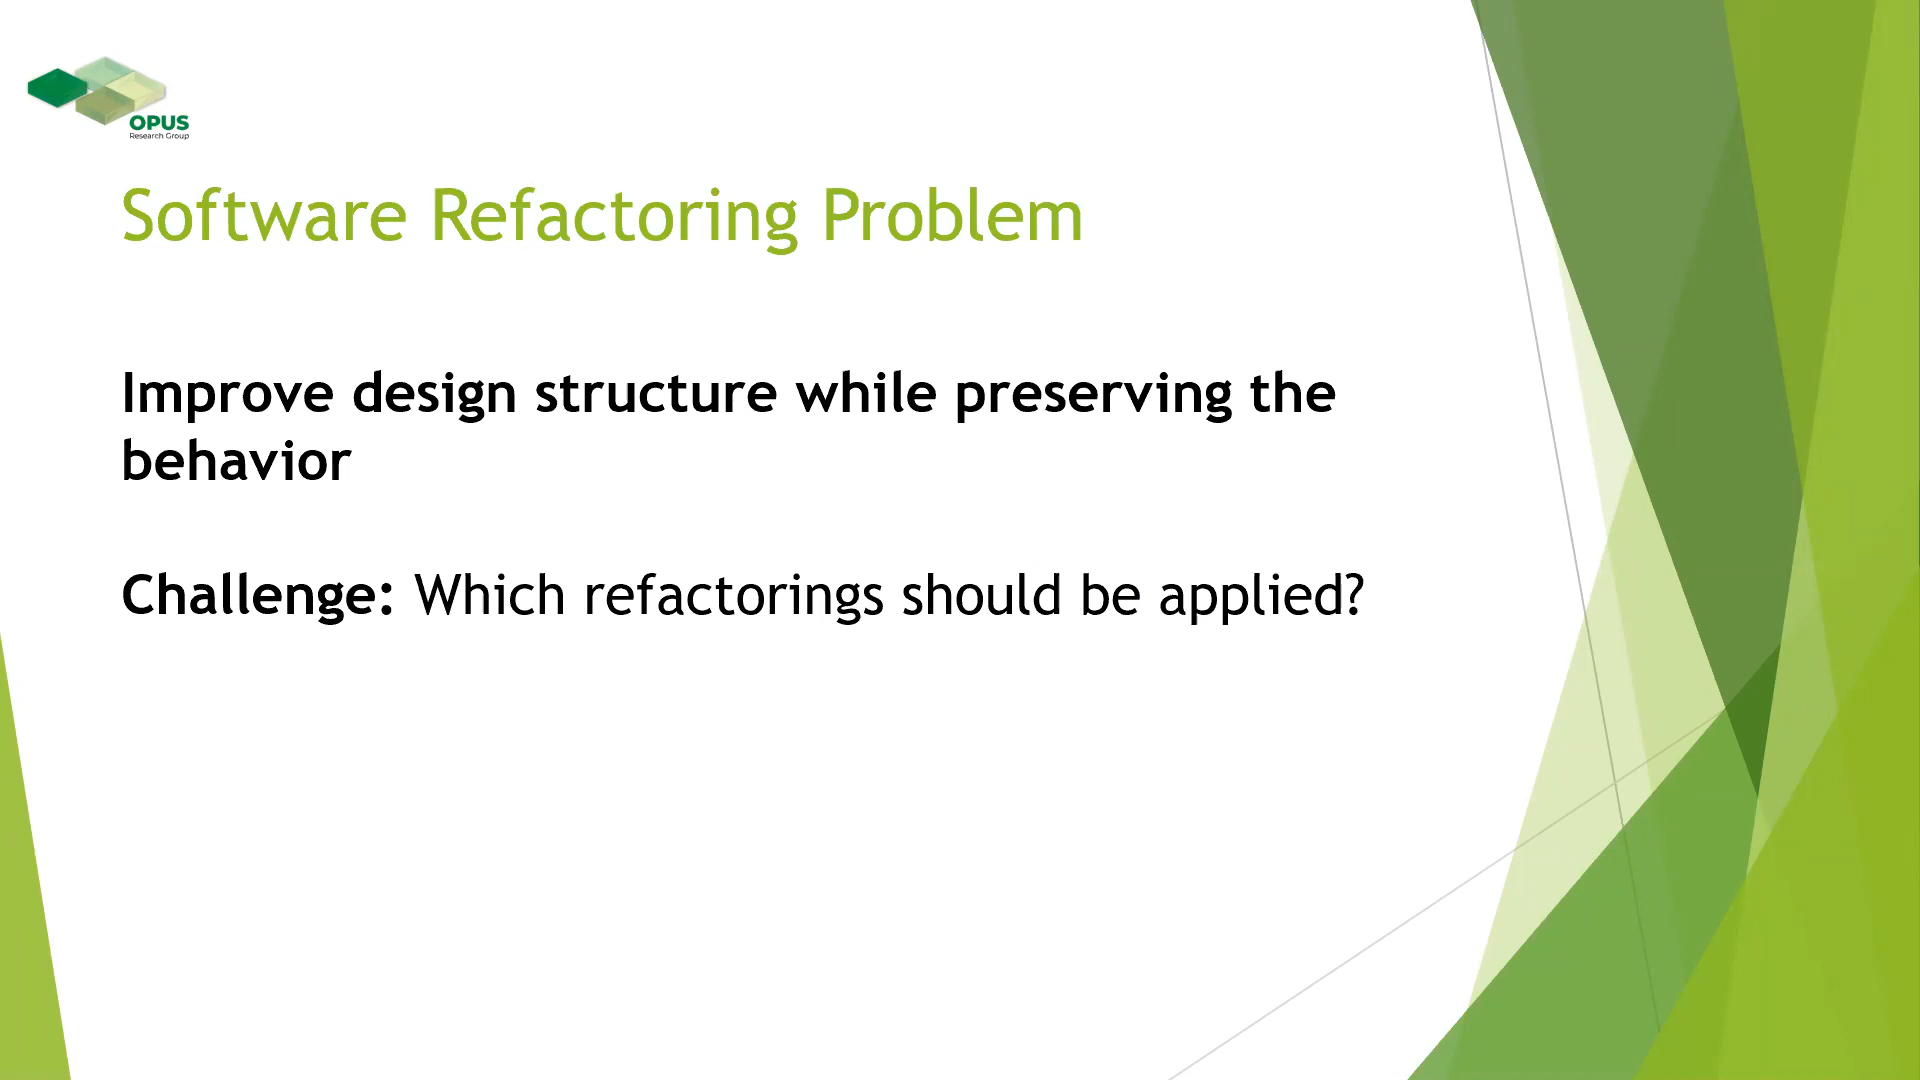 OPUS
Research Group
Software Refactoring Problem
Improve design structure while preserving the
behavior
Challenge: Which refactorings should be applied?